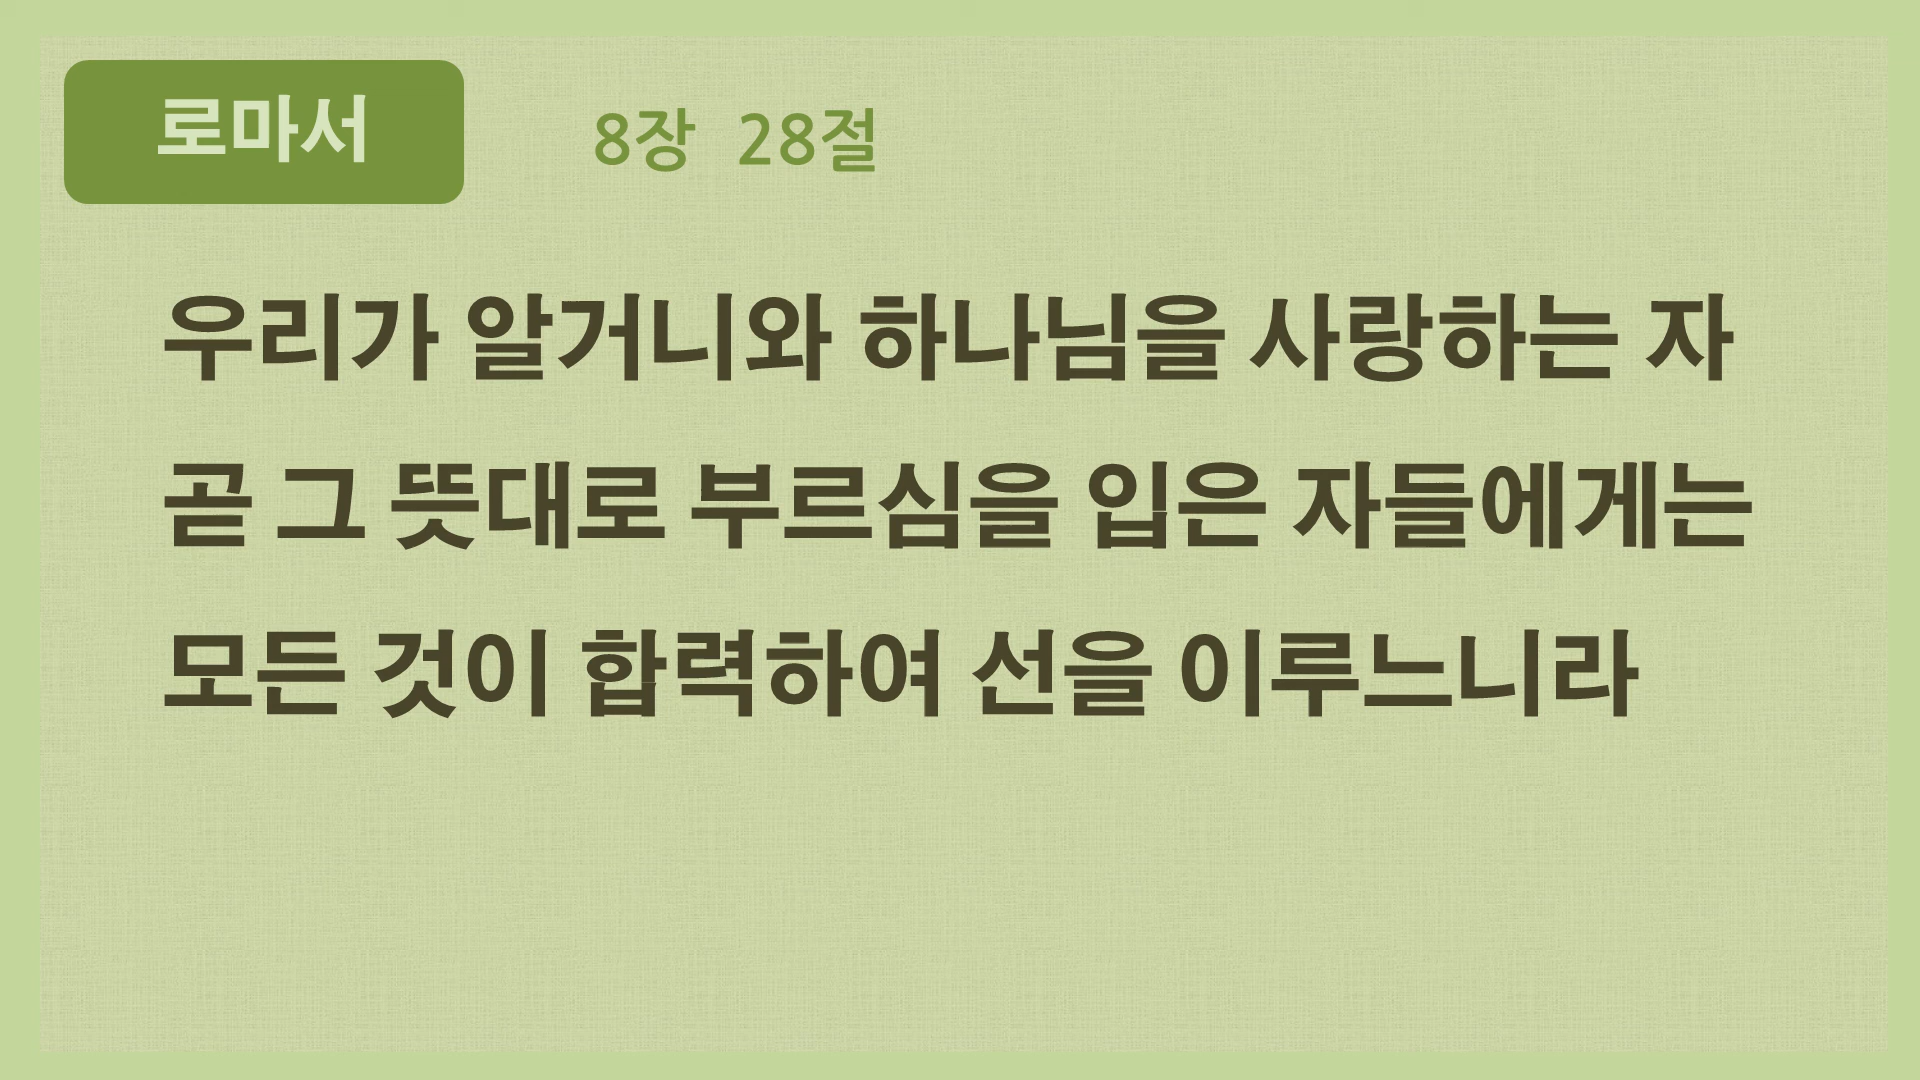 로마서
8장 28절
우리가 알거니와 하나님을 사랑하는 자
곧 그 뜻대로 부르심을 입은 자들에게는
모든 것이 합력하여 선을 이루느니라